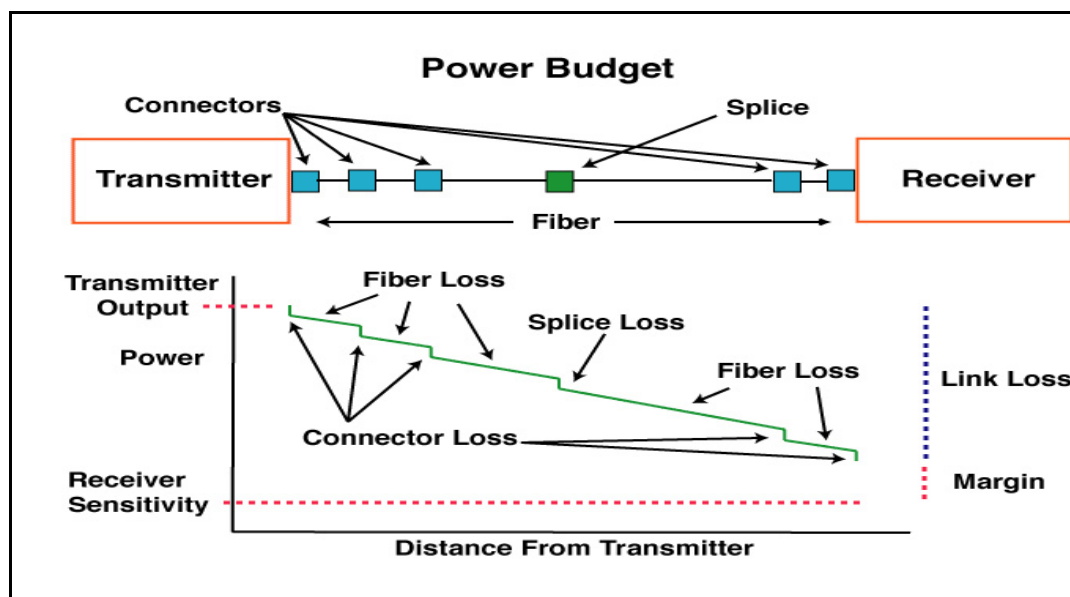 Power Budget
Connectors
Splice
Transmitter
Receiver
Fiber
Transmitter
Output
Fiber Loss
Splice Loss
Power
Fiber Loss
Link Loss
Connector Loss
Receiver
Sensitivity
Margin
Distance From Transmitter